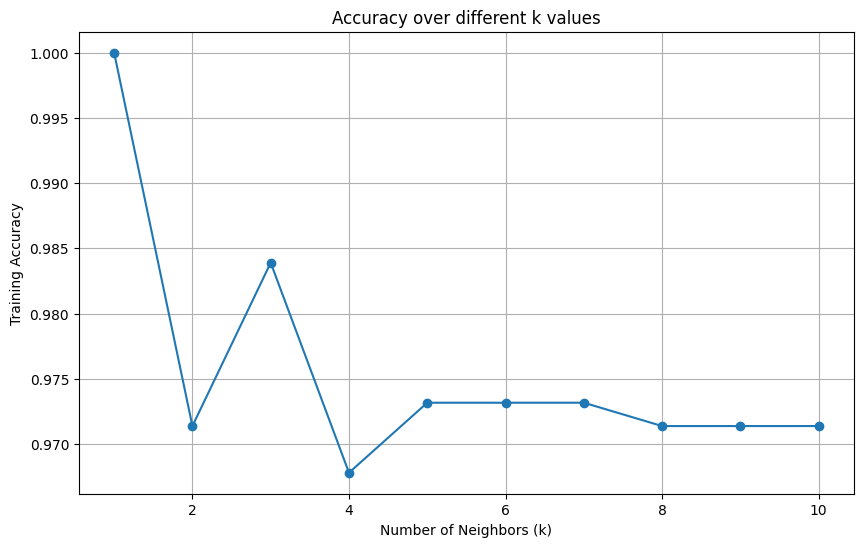 Accuracy over different k values
Training Accuracy
1.000
0.995
0.990
0.985
0.980
0.975
0.970
2 4 6 8 10
Number of Neighbors (k)